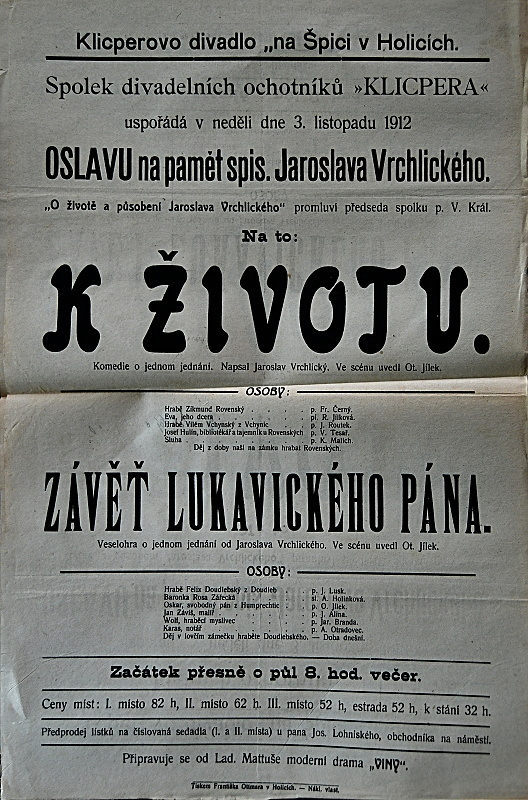 Klicperovo divadlo „na Špici v Holicích.
Spolek divadelních ochotníků »KLICPERA«
uspořádá v neděli dne 3. listopadu 1912
OSLAVU na pamět spis. Jaroslava Vrchlického.
„O životě a působení Jaroslava Vrchlického" promluví předseda spolku p. V. Král.
Na to:
K ŽIVOTU.
Komedie o jednom jednání. Napsal Jaroslav Vrchlický. Ve scénu uvedl Ot. Jílek.
OSOBY:
Hrabě Zikmund Rovenský . . . . . p. Fr. Černý.
Eva, jeho dcera . . . . . pí. R. Jílková.
Hrabě Vilém Vchynský z Vchynic . . . p. J. Routek.
Josef Hulín, bibliotékář a tajemník u Rovenských p. V. Tesař.
Sluha . . . . . p. K. Malich.
Děj z doby naší na zámku hrabat Rovenských.
ZÁVĚŤ LUKAVICKÉHO PÁNA.
Veselohra o jednom jednání od Jaroslava Vrchlického. Ve scénu uvedl Ot. Jílek.
OSOBY:
Hrabě Felix Doudlebský z Doudleb . . p. J. Lusk.
Baronka Rosa Zářecká . . . . sl. A. Holinková.
Oskar, svobodný pán z Humprechtic . . p. O. Jílek.
Jan Záviš, malíř . . . . . p. J. Alina.
Wolf, hraběcí myslivec . . . . p. Jar. Branda.
Karas, notář . . . . . p. A. Otradovec.
Děj v lovčím zámečku hraběte Doudlebského. — Doba dnešní.
Začátek přesně o půl 8. hod. večer.
Ceny míst: I. místo 82 h, II. místo 62 h. III. místo 52 h, estrada 52 h, k stání 32 h.
Předprodej lístků na číslovaná sedadla (I. a II. místa) u pana Jos. Lohniského, obchodníka na náměstí.
Připravuje se od Lad. Mattuše moderní drama „VINY".
Tiskem Františka Ottmara v Holicích. — Nákl. vlast.